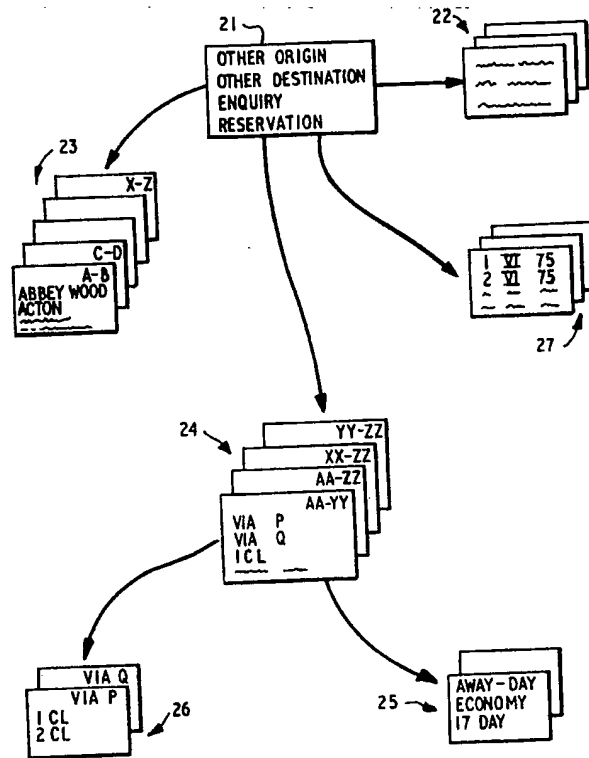 21
OTHER ORIGIN
OTHER DESTINATION
ENQUIRY
RESERVATION
22
23
X-Z
C-D
A-B
ABBEY WOOD
ACTON
1 VI 75
2 VI 75
27
24
YY-ZZ
XX-ZZ
AA-ZZ
AA-YY
VIA P
VIA Q
1CL
VIA Q
VIA P
1 CL
2 CL
26
25
AWAY-DAY
ECONOMY
17 DAY